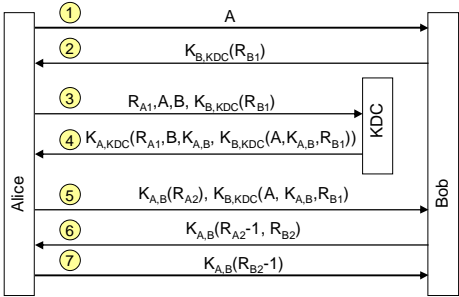 1 A
2 K_B,KDC(R_B1)
3 R_A1,A,B, K_B,KDC(R_B1)
4 K_A,KDC(R_A1,B,K_A,B, K_B,KDC(A,K_A,B,R_B1))
KDC
Alice
Bob
5 K_A,B(R_A2), K_B,KDC(A, K_A,B,R_B1)
6 K_A,B(R_A2-1, R_B2)
7 K_A,B(R_B2-1)